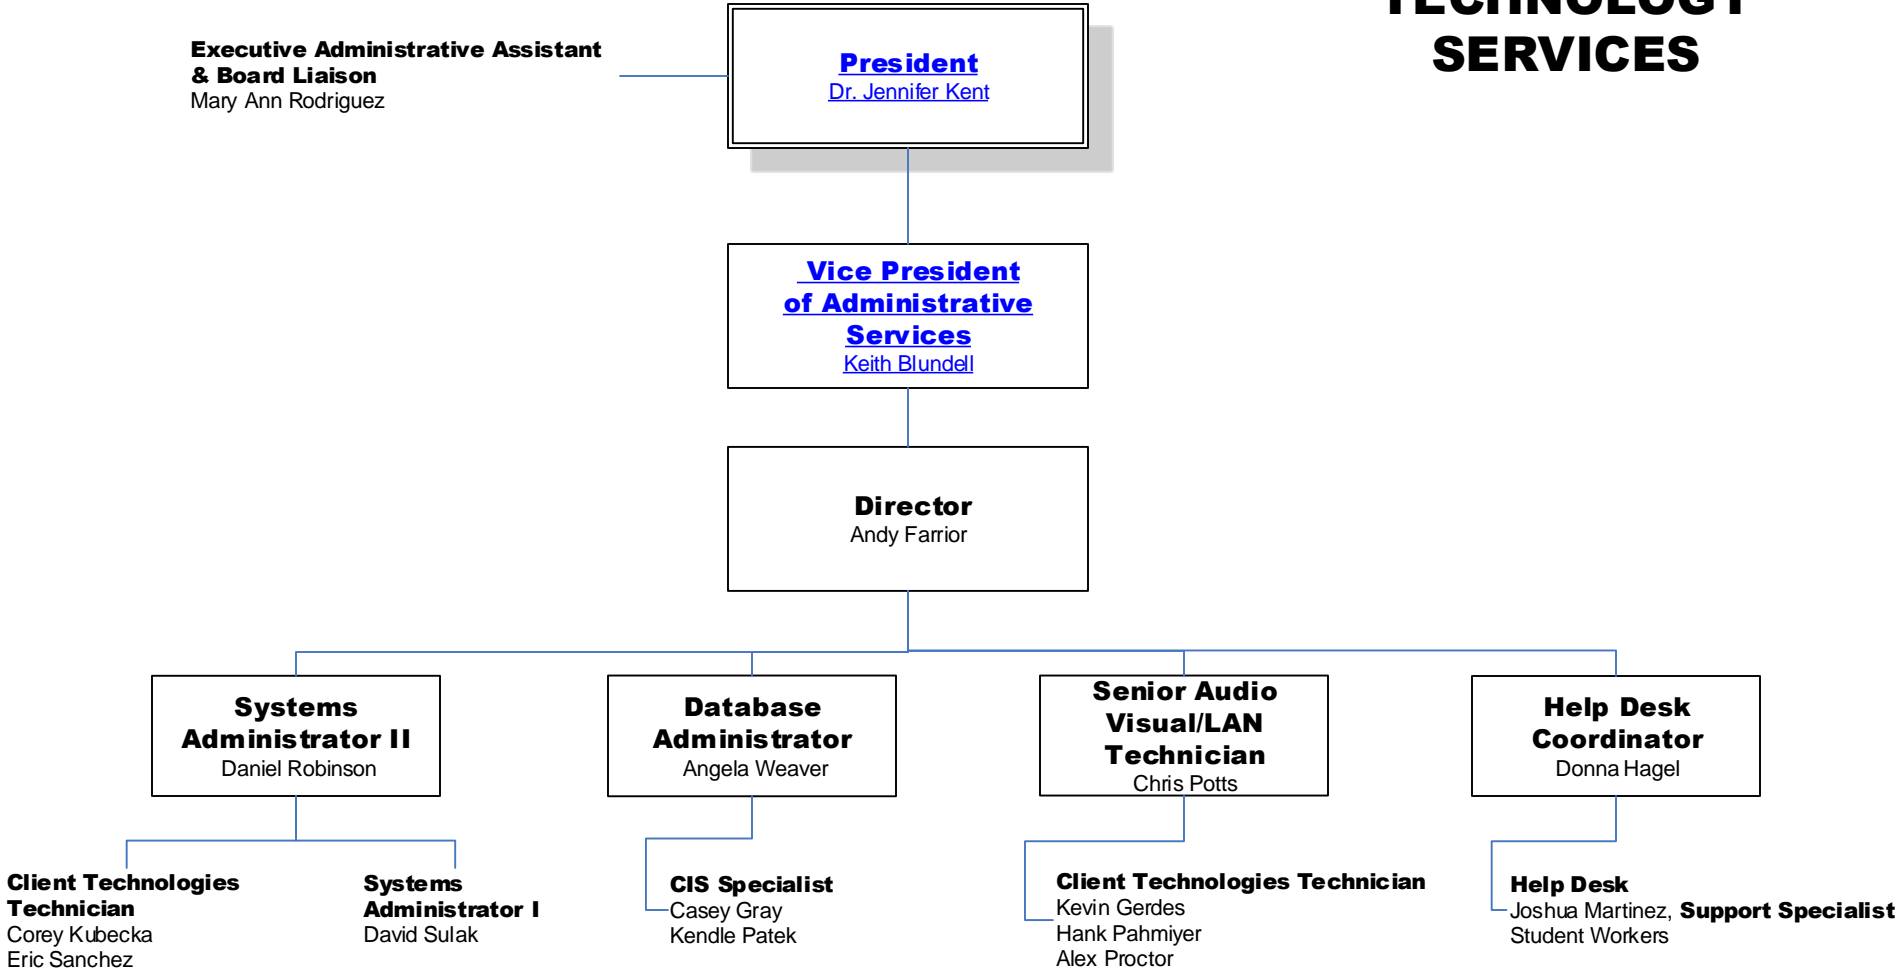 TECHNOLOGY
SERVICES
Executive Administrative Assistant
& Board Liaison
Mary Ann Rodriguez
President
Dr. Jennifer Kent
Vice President
of Administrative
Services
Keith Blundell
Director
Andy Farrior
Systems
Administrator II
Daniel Robinson
Database
Administrator
Angela Weaver
Senior Audio
Visual/LAN
Technician
Chris Potts
Help Desk
Coordinator
Donna Hagel
Client Technologies
Technician
Corey Kubecka
Eric Sanchez
Systems
Administrator I
David Sulak
CIS Specialist
Casey Gray
Kendle Patek
Client Technologies Technician
Kevin Gerdes
Hank Pahmiyer
Alex Proctor
Help Desk
Joshua Martinez, Support Specialist
Student Workers